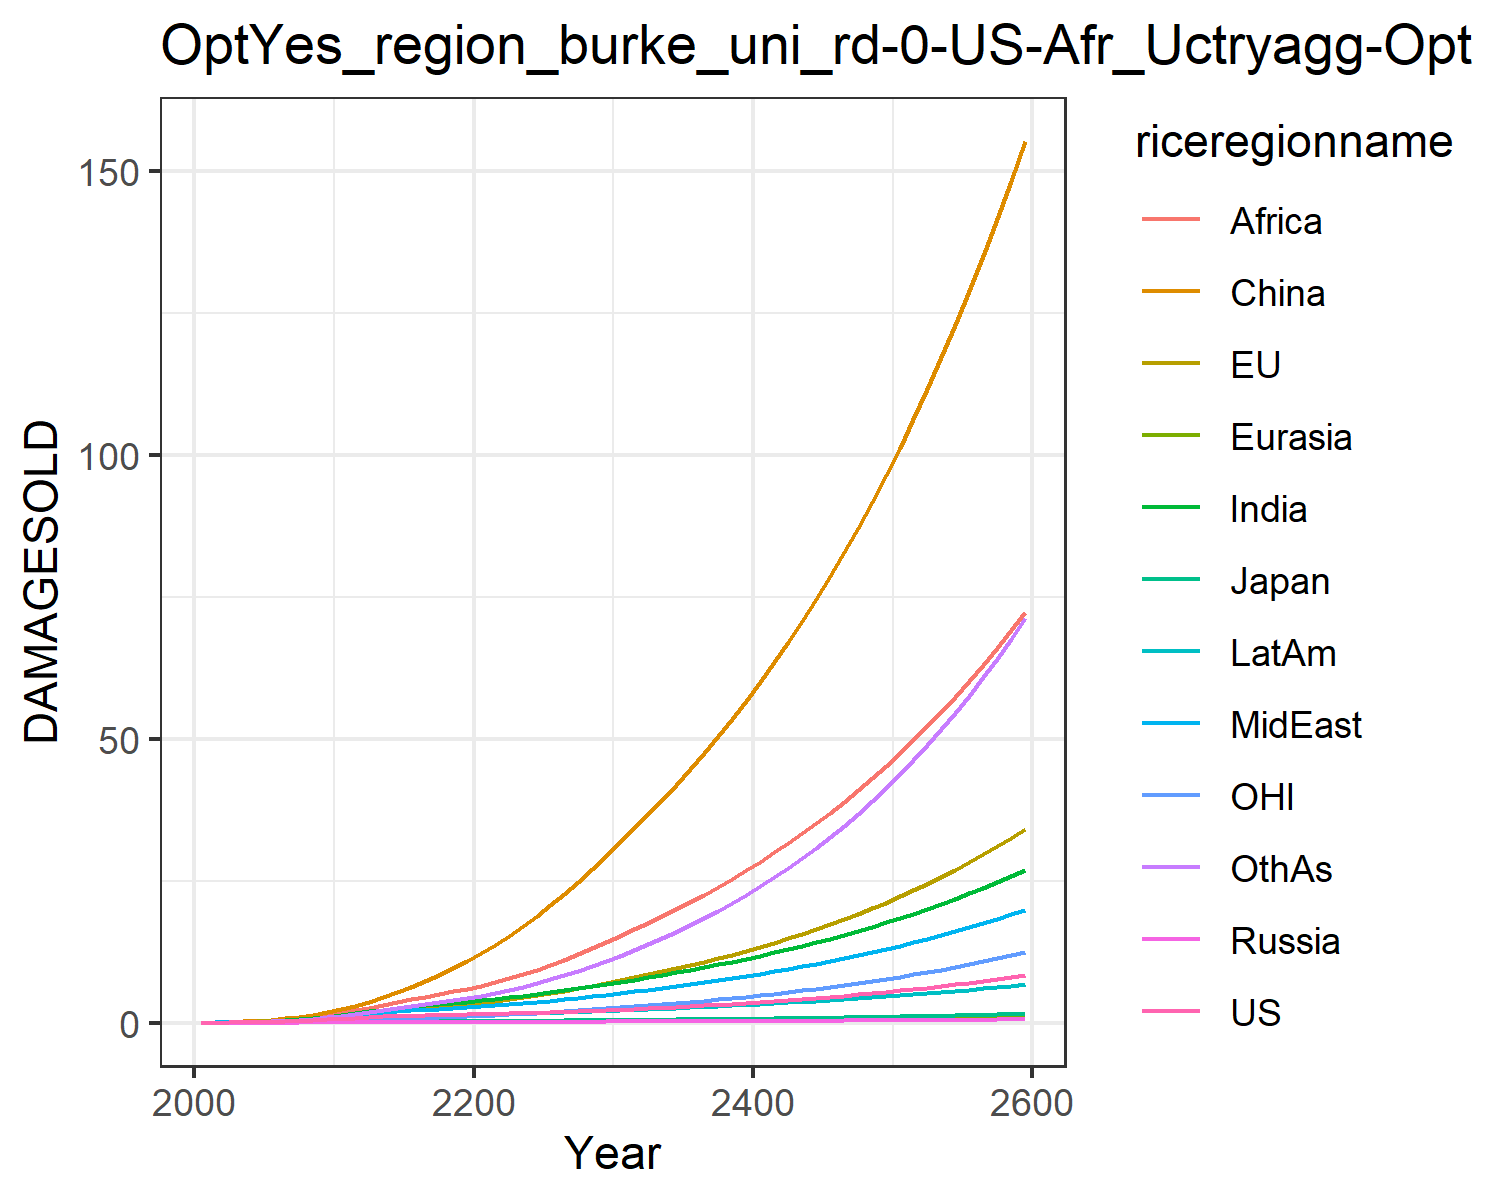 OptYes_region_burke_uni_rd-0-US-Afr_Uctryagg-Opt
DAMAGESOLD
150
100
50
0
2000
2200
2400
2600
Year
riceregionname
Africa
China
EU
Eurasia
India
Japan
LatAm
MidEast
OHI
OthAs
Russia
US